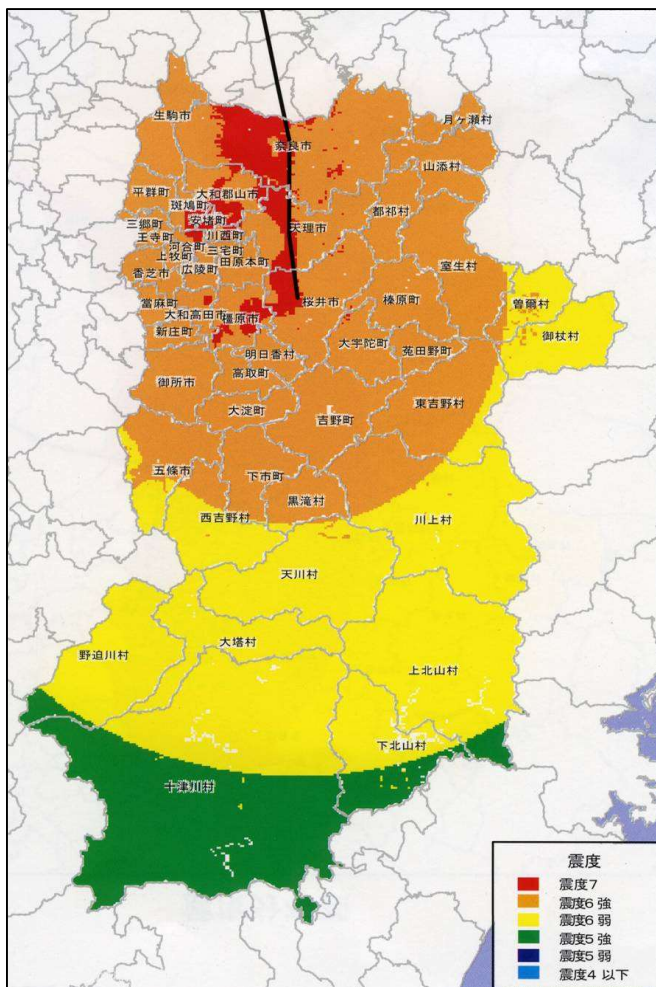 生駒市
奈良市
月ヶ瀬村
山添村
平群町
大和郡山市
斑鳩町
都祁村
安堵町
三郷町
川西町
天理市
王寺町
河合町
三宅町
上牧町
田原本町
香芝市
広陵町
室生村
曽爾村
當麻町
桜井市
榛原町
大和高田市
橿原市
新庄町
御杖村
明日香村
大宇陀町
菟田野町
高取町
御所市
大淀町
吉野町
東吉野村
五條市
下市町
黒滝村
西吉野村
川上村
天川村
大塔村
野迫川村
上北山村
下北山村
十津川村
震度
震度7
震度6強
震度6弱
震度5強
震度5弱
震度4以下